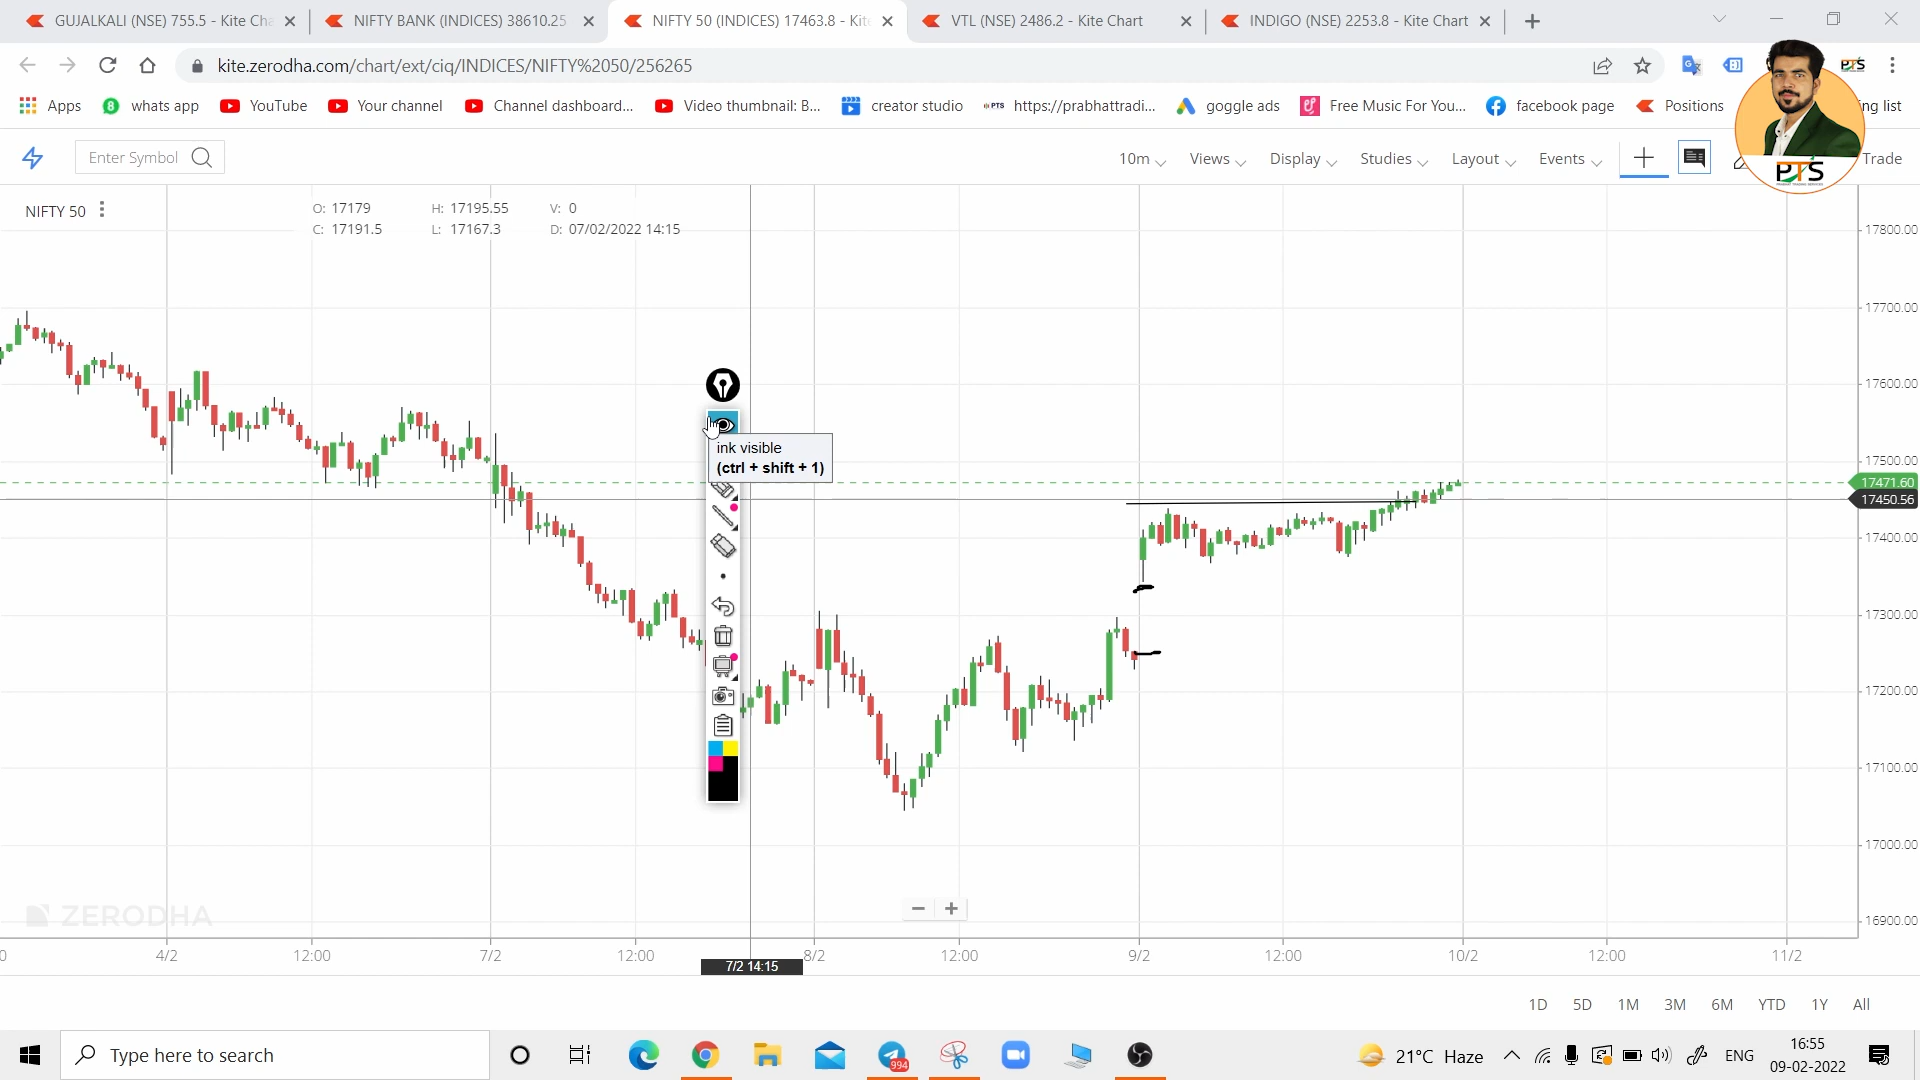 GUJALKALI (NSE) 755.5 - Kite Cha
NIFTY BANK (INDICES) 38610.25
NIFTY 50 (INDICES) 17463.8 - Kite
VTL (NSE) 2486.2 - Kite Chart
INDIGO (NSE) 2253.8 - Kite Chart
kite.zerodha.com/chart/ext/ciq/INDICES/NIFTY%2050/256265
Apps
whats app
YouTube
Your channel
Channel dashboard...
Video thumbnail: B...
creator studio
https://prabhattradi...
goggle ads
Free Music For You...
facebook page
Positions
ng list
Enter Symbol
10m
Views
Display
Studies
Layout
Events
Trade
PTS
NIFTY 50
O: 17179
H: 17195.55
V: 0
C: 17191.5
L: 17167.3
D: 07/02/2022 14:15
17800.00
17700.00
17600.00
17500.00
17471.60
17450.56
17400.00
17300.00
17200.00
17100.00
17000.00
16900.00
ink visible
(ctrl + shift + 1)
ZERODHA
4/2
12:00
7/2
12:00
7/2 14:15
8/2
12:00
9/2
12:00
10/2
12:00
11/2
1D
5D
1M
3M
6M
YTD
1Y
All
Type here to search
994
21°C Haze
ENG
16:55
09-02-2022